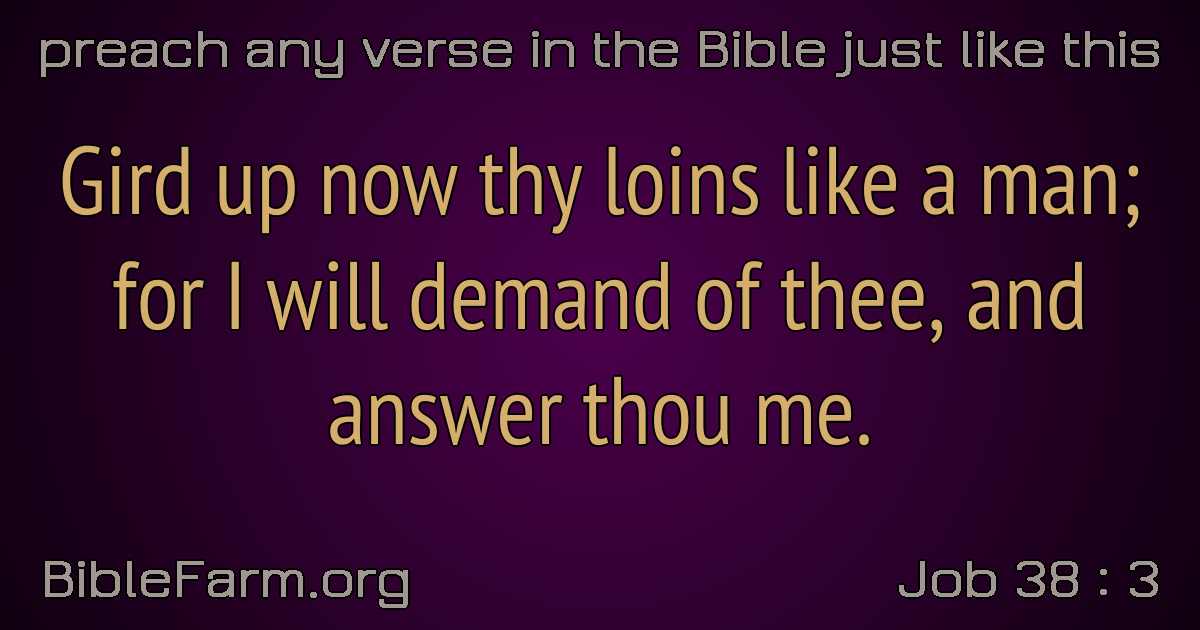 preach any verse in the Bible just like this
Gird up now thy loins like a man;
for I will demand of thee, and
answer thou me.
BibleFarm.org
Job 38 : 3